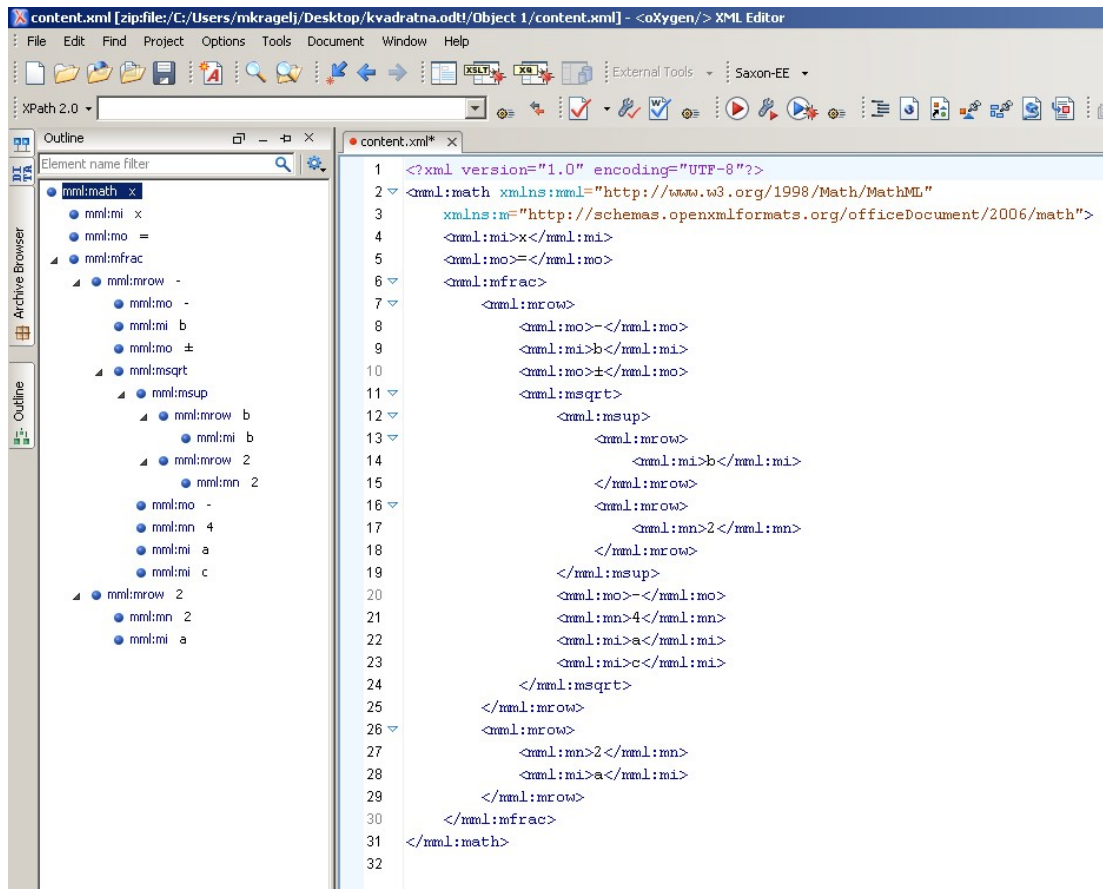 content.xml [zip:file:/C:/Users/mkragelj/Desktop/kvadratna.odt!/Object 1/content.xml] - <oXygen/> XML Editor
File Edit Find Project Options Tools Document Window Help
External Tools Saxon-EE
XPath 2.0
Outline
Element name filter
mml:math x
mml:mi x
mml:mo =
mml:mfrac
mml:mrow -
mml:mo -
mml:mi b
mml:mo ±
mml:msqrt
mml:msup
mml:mrow b
mml:mi b
mml:mrow 2
mml:mn 2
mml:mo -
mml:mn 4
mml:mi a
mml:mi c
mml:mrow 2
mml:mn 2
mml:mi a
DITA
Archive Browser
Outline
content.xml*
1 <?xml version="1.0" encoding="UTF-8"?>
2 <mml:math xmlns:mml="http://www.w3.org/1998/Math/MathML"
3 xmlns:m="http://schemas.openxmlformats.org/officeDocument/2006/math">
4 <mml:mi>x</mml:mi>
5 <mml:mo>=</mml:mo>
6 <mml:mfrac>
7 <mml:mrow>
8 <mml:mo>-</mml:mo>
9 <mml:mi>b</mml:mi>
10 <mml:mo>±</mml:mo>
11 <mml:msqrt>
12 <mml:msup>
13 <mml:mrow>
14 <mml:mi>b</mml:mi>
15 </mml:mrow>
16 <mml:mrow>
17 <mml:mn>2</mml:mn>
18 </mml:mrow>
19 </mml:msup>
20 <mml:mo>-</mml:mo>
21 <mml:mn>4</mml:mn>
22 <mml:mi>a</mml:mi>
23 <mml:mi>c</mml:mi>
24 </mml:msqrt>
25 </mml:mrow>
26 <mml:mrow>
27 <mml:mn>2</mml:mn>
28 <mml:mi>a</mml:mi>
29 </mml:mrow>
30 </mml:mfrac>
31 </mml:math>
32